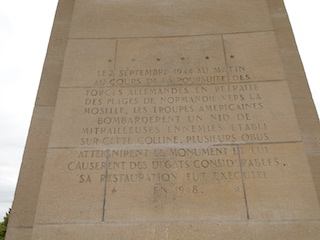 LE 2 SEPTEMBRE 1944 AU MATIN
AU COURS DE LA POURSUITE DES
FORCES ALLEMANDES EN RETRAITE
DES PLAGES DE NORMANDIE VERS LA
MOSELLE, LES TROUPES AMERICAINES
BOMBARDERENT UN NID DE
MITRAILLEUSES ENNEMIES ETABLI
SUR CETTE COLLINE. PLUSIEURS OBUS
ATTEIGNIRENT LE MONUMENT ET LUI
CAUSERENT DES DEGATS CONSIDERABLES.
SA RESTAURATION FUT EXECUTEE
EN 1948.